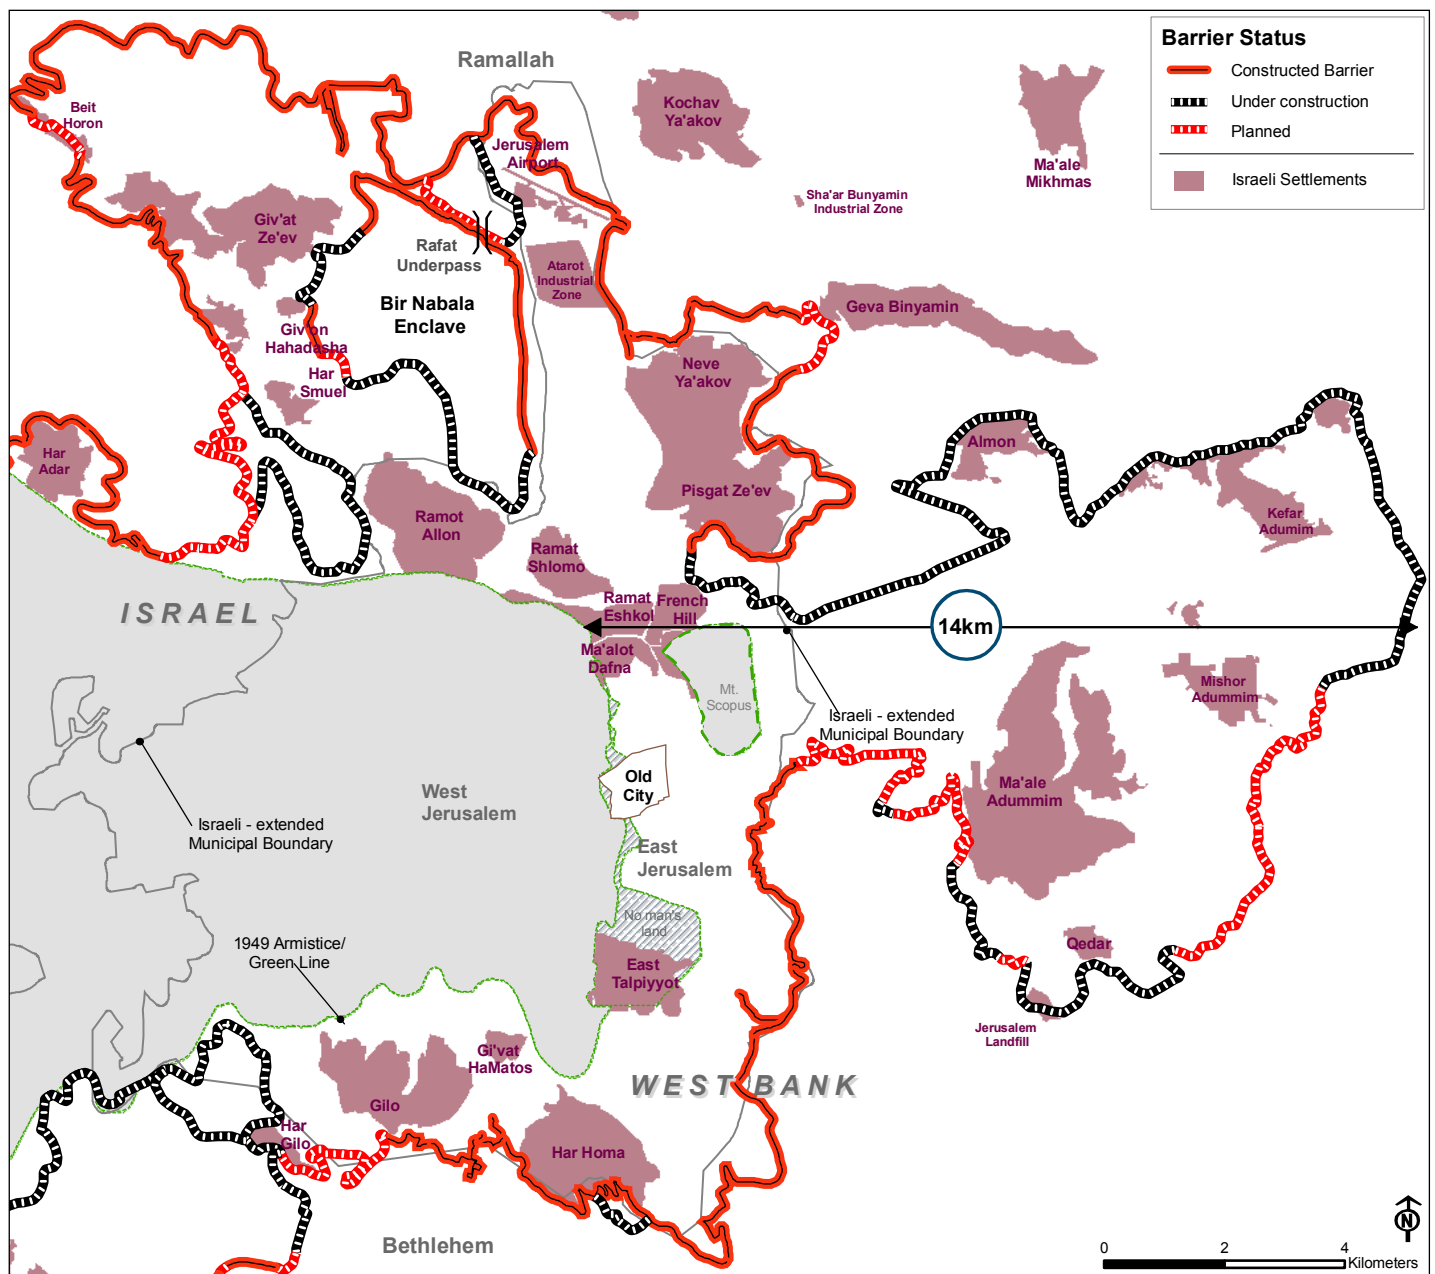 Barrier Status
Constructed Barrier
Under construction
Planned
Israeli Settlements
Ramallah
Beit
Horon
Kochav
Ya'akov
Jerusalem
Airport
Ma'ale
Mikhmas
Sha'ar Bunyamin
Industrial Zone
Giv'at
Ze'ev
Rafat
Underpass
Atarot
Industrial
Zone
Bir Nabala
Enclave
Geva Binyamin
Giv'on
Hahadasha
Har
Smuel
Neve
Ya'akov
Har
Adar
Almon
Pisgat Ze'ev
Kefar
Adumim
Ramot
Allon
Ramat
Shlomo
ISRAEL
Ramat
Eshkol
French
Hill
14km
Ma'alot
Dafna
Mt.
Scopus
Mishor
Adummim
Israeli - extended
Municipal Boundary
Old
City
Ma'ale
Adummim
West
Jerusalem
Israeli - extended
Municipal Boundary
East
Jerusalem
No man's
land
1949 Armistice/
Green Line
Qedar
East
Talpiyyot
Jerusalem
Landfill
Gi'vat
HaMatos
WEST BANK
Gilo
Har
Gilo
Har Homa
Bethlehem
N
0 2 4
Kilometers